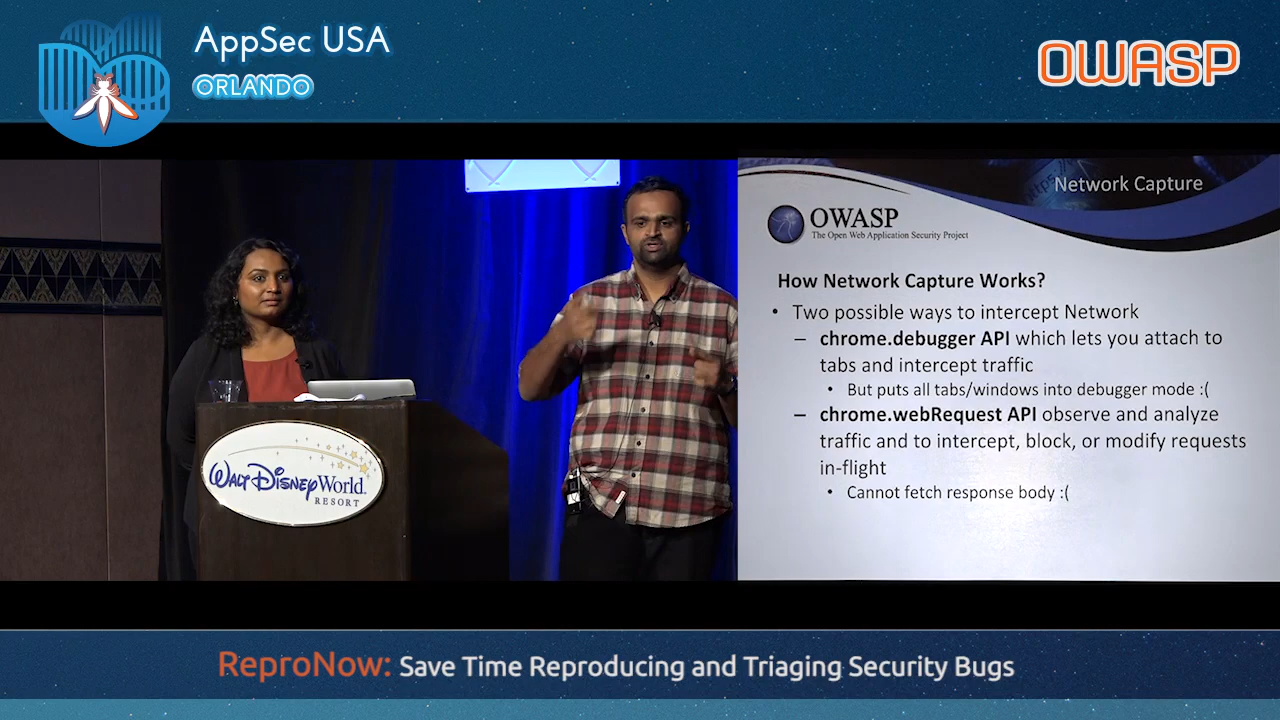 AppSec USA
ORLANDO
OWASP
Network Capture
OWASP
The Open Web Application Security Project
How Network Capture Works?
• Two possible ways to intercept Network
– chrome.debugger API which lets you attach to
tabs and intercept traffic
• But puts all tabs/windows into debugger mode :(
– chrome.webRequest API observe and analyze
traffic and to intercept, block, or modify requests
in-flight
• Cannot fetch response body :(
WALT DISNEY World.
RESORT
ReproNow: Save Time Reproducing and Triaging Security Bugs